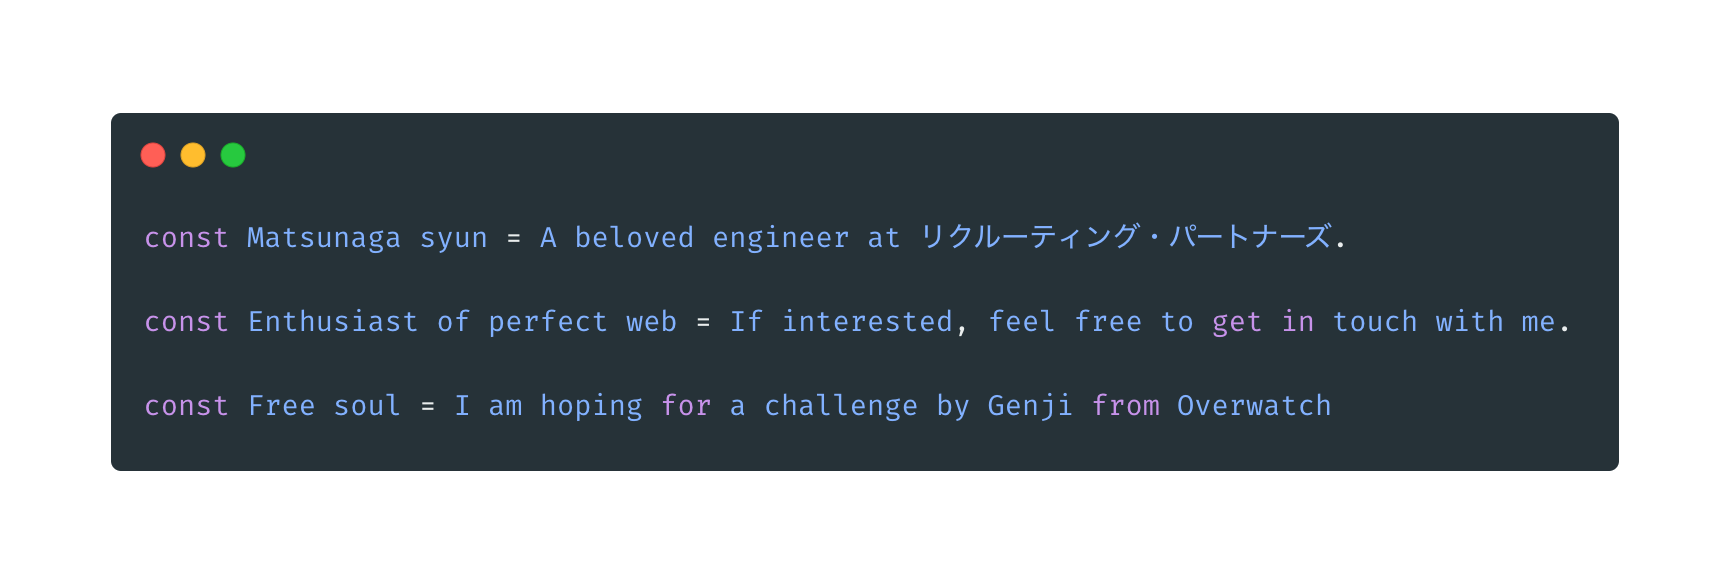 const Matsunaga syun = A beloved engineer at リクルーティング・パートナーズ.
const Enthusiast of perfect web = If interested, feel free to get in touch with me.
const Free soul = I am hoping for a challenge by Genji from Overwatch